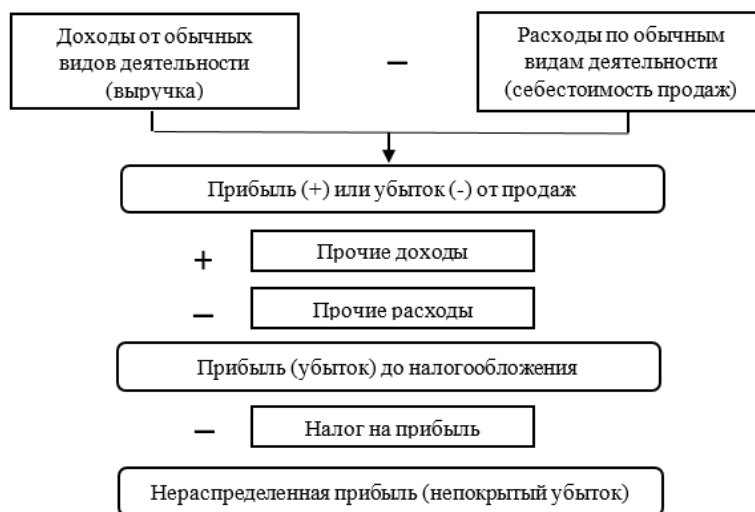 Доходы от обычных
видов деятельности
(выручка)
–
Расходы по обычным
видам деятельности
(себестоимость продаж)
Прибыль (+) или убыток (-) от продаж
+ Прочие доходы
– Прочие расходы
Прибыль (убыток) до налогообложения
– Налог на прибыль
Нераспределенная прибыль (непокрытый убыток)